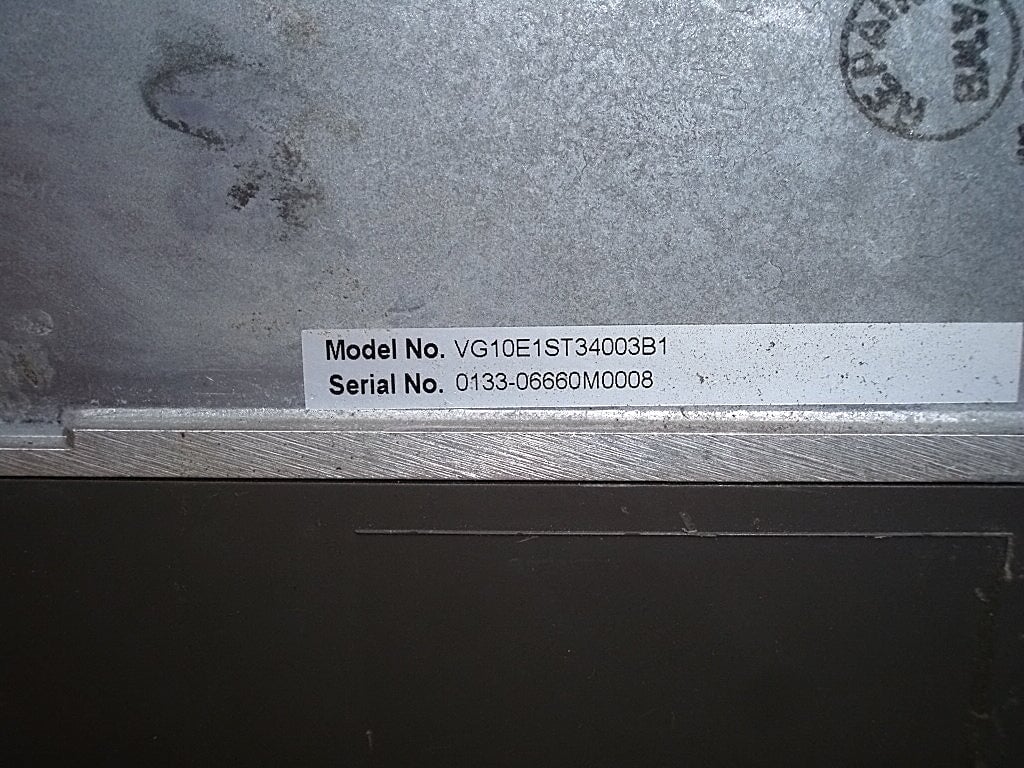 Model No. VG10E1ST34003B1
Serial No. 0133-06660M0008